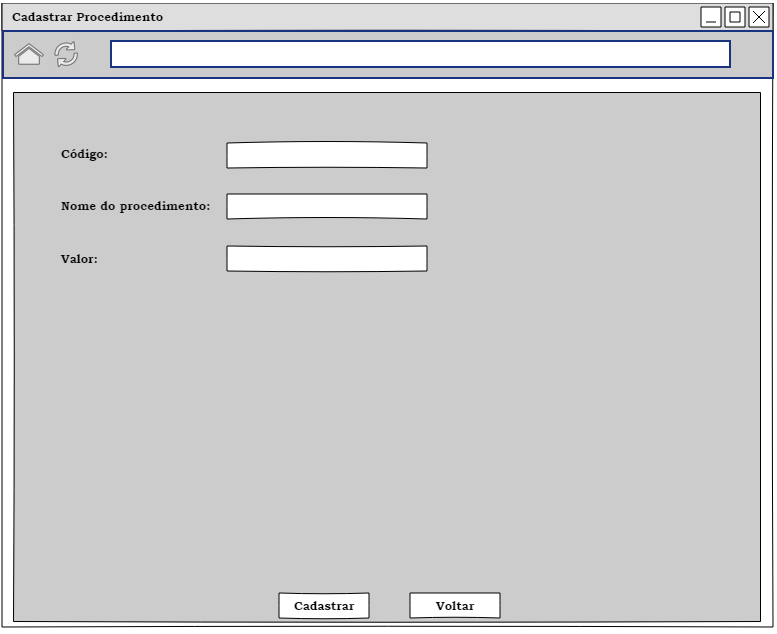 Cadastrar Procedimento
Código:
Nome do procedimento:
Valor:
Cadastrar
Voltar